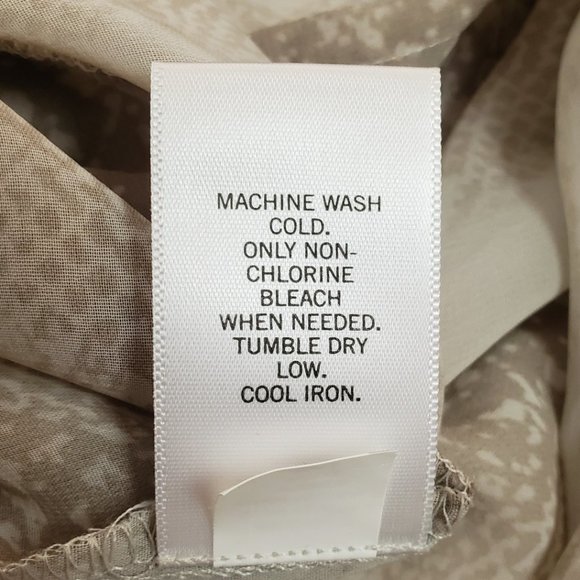 MACHINE WASH
COLD.
ONLY NON-
CHLORINE
BLEACH
WHEN NEEDED.
TUMBLE DRY
LOW.
COOL IRON.